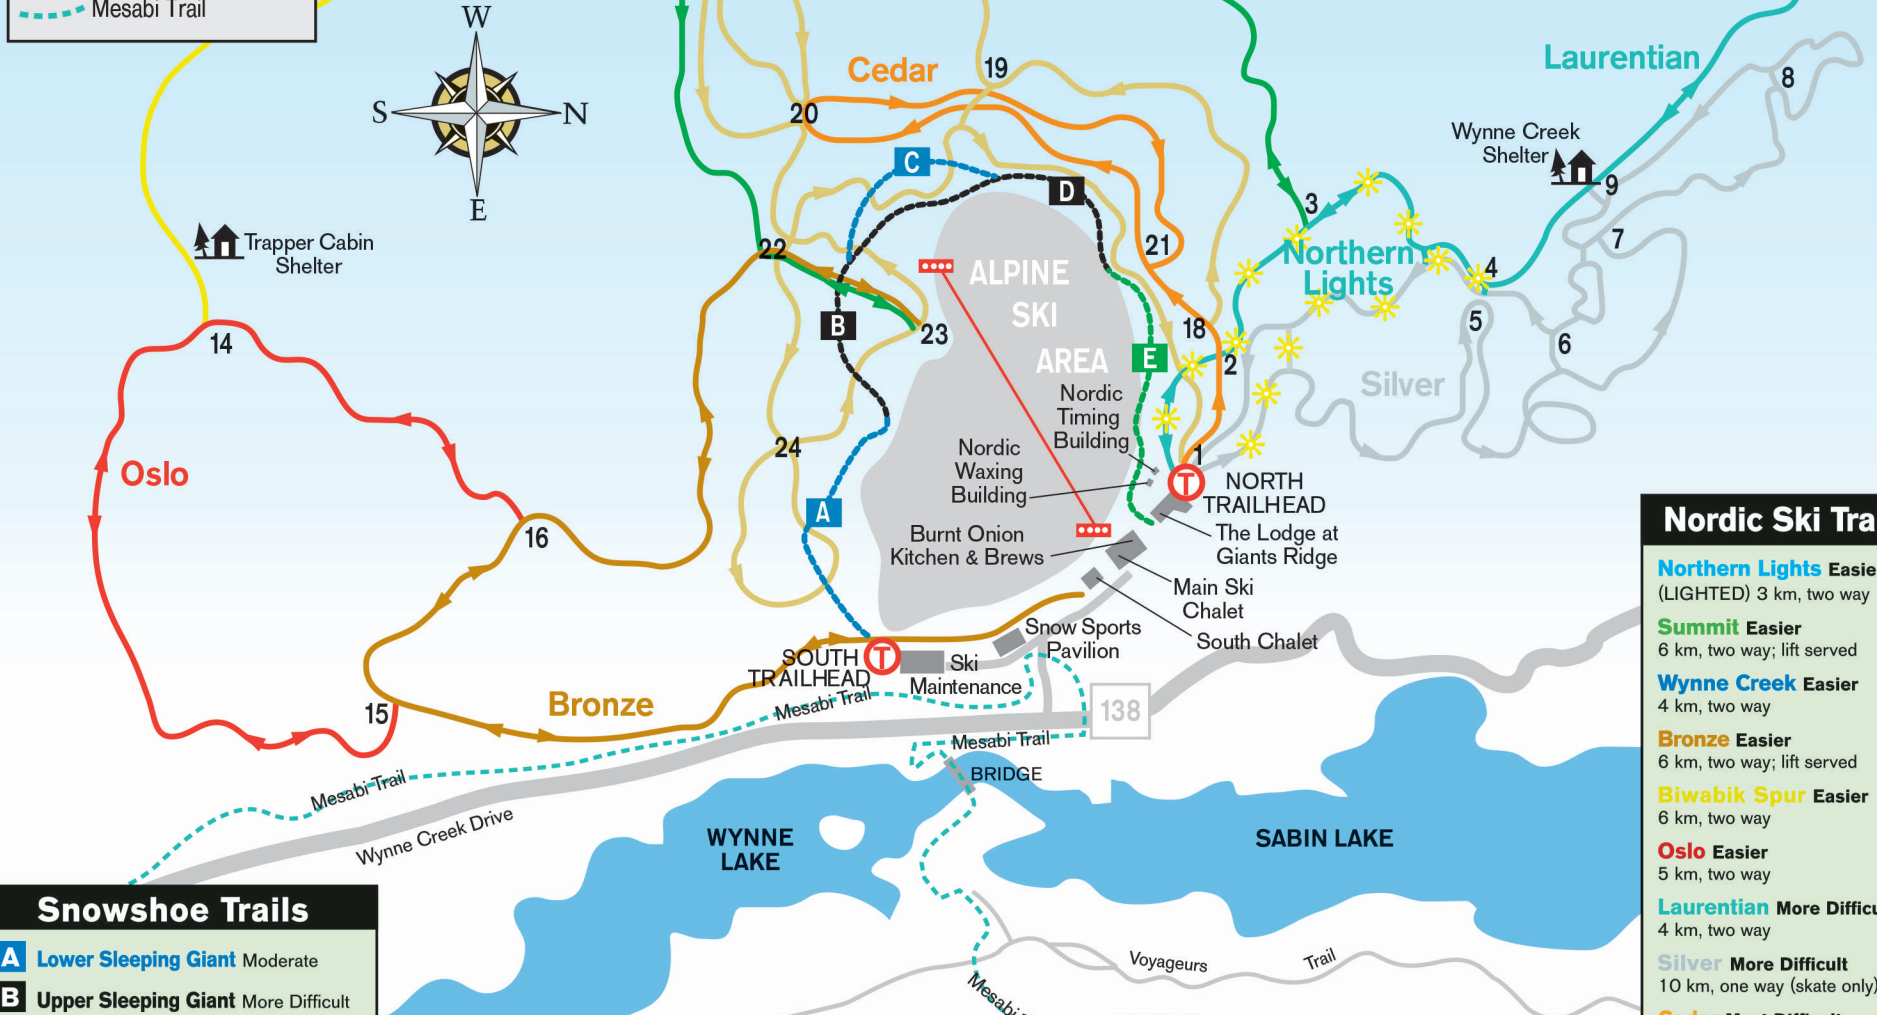 Mesabi Trail
W
S
N
E
Cedar
19
20
Laurentian
8
Wynne Creek
Shelter
9
C
D
3
7
Trapper Cabin
Shelter
22
21
Northern
Lights
4
ALPINE
SKI
AREA
14
B
23
18
2
5
6
E
Silver
Nordic
Timing
Building
Oslo
24
Nordic
Waxing
Building
1
T
NORTH
TRAILHEAD
A
16
Burnt Onion
Kitchen & Brews
The Lodge at
Giants Ridge
Main Ski
Chalet
South Chalet
Snow Sports
Pavilion
SOUTH
TRAILHEAD
T
Ski
Maintenance
15
Bronze
Mesabi Trail
138
Mesabi Trail
BRIDGE
Mesabi Trail
Wynne Creek Drive
WYNNE
LAKE
SABIN LAKE
Voyageurs Trail
Mesabi
Snowshoe Trails
A Lower Sleeping Giant Moderate
B Upper Sleeping Giant More Difficult
Nordic Ski Tra
Northern Lights Easie
(LIGHTED) 3 km, two way
Summit Easier
6 km, two way; lift served
Wynne Creek Easier
4 km, two way
Bronze Easier
6 km, two way; lift served
Biwabik Spur Easier
6 km, two way
Oslo Easier
5 km, two way
Laurentian More Difficu
4 km, two way
Silver More Difficult
10 km, one way (skate only)